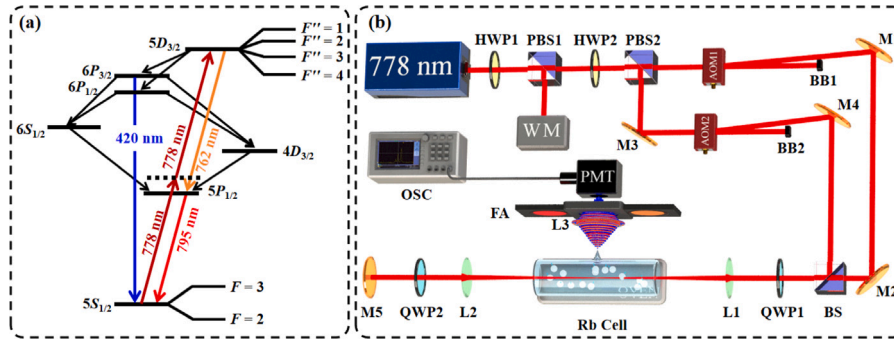 (a)
5D3/2
F''= 1
F''= 2
F''= 3
F''= 4
6P3/2
6P1/2
6S1/2
420 nm
778 nm
762 nm
4D3/2
5P1/2
778 nm
795 nm
5S1/2
F = 3
F = 2
(b)
HWP1
PBS1
HWP2
PBS2
M1
778 nm
AOM1
BB1
WM
M3
AOM2
M4
BB2
OSC
PMT
FA
L3
M5
QWP2
L2
Rb Cell
L1
QWP1
BS
M2